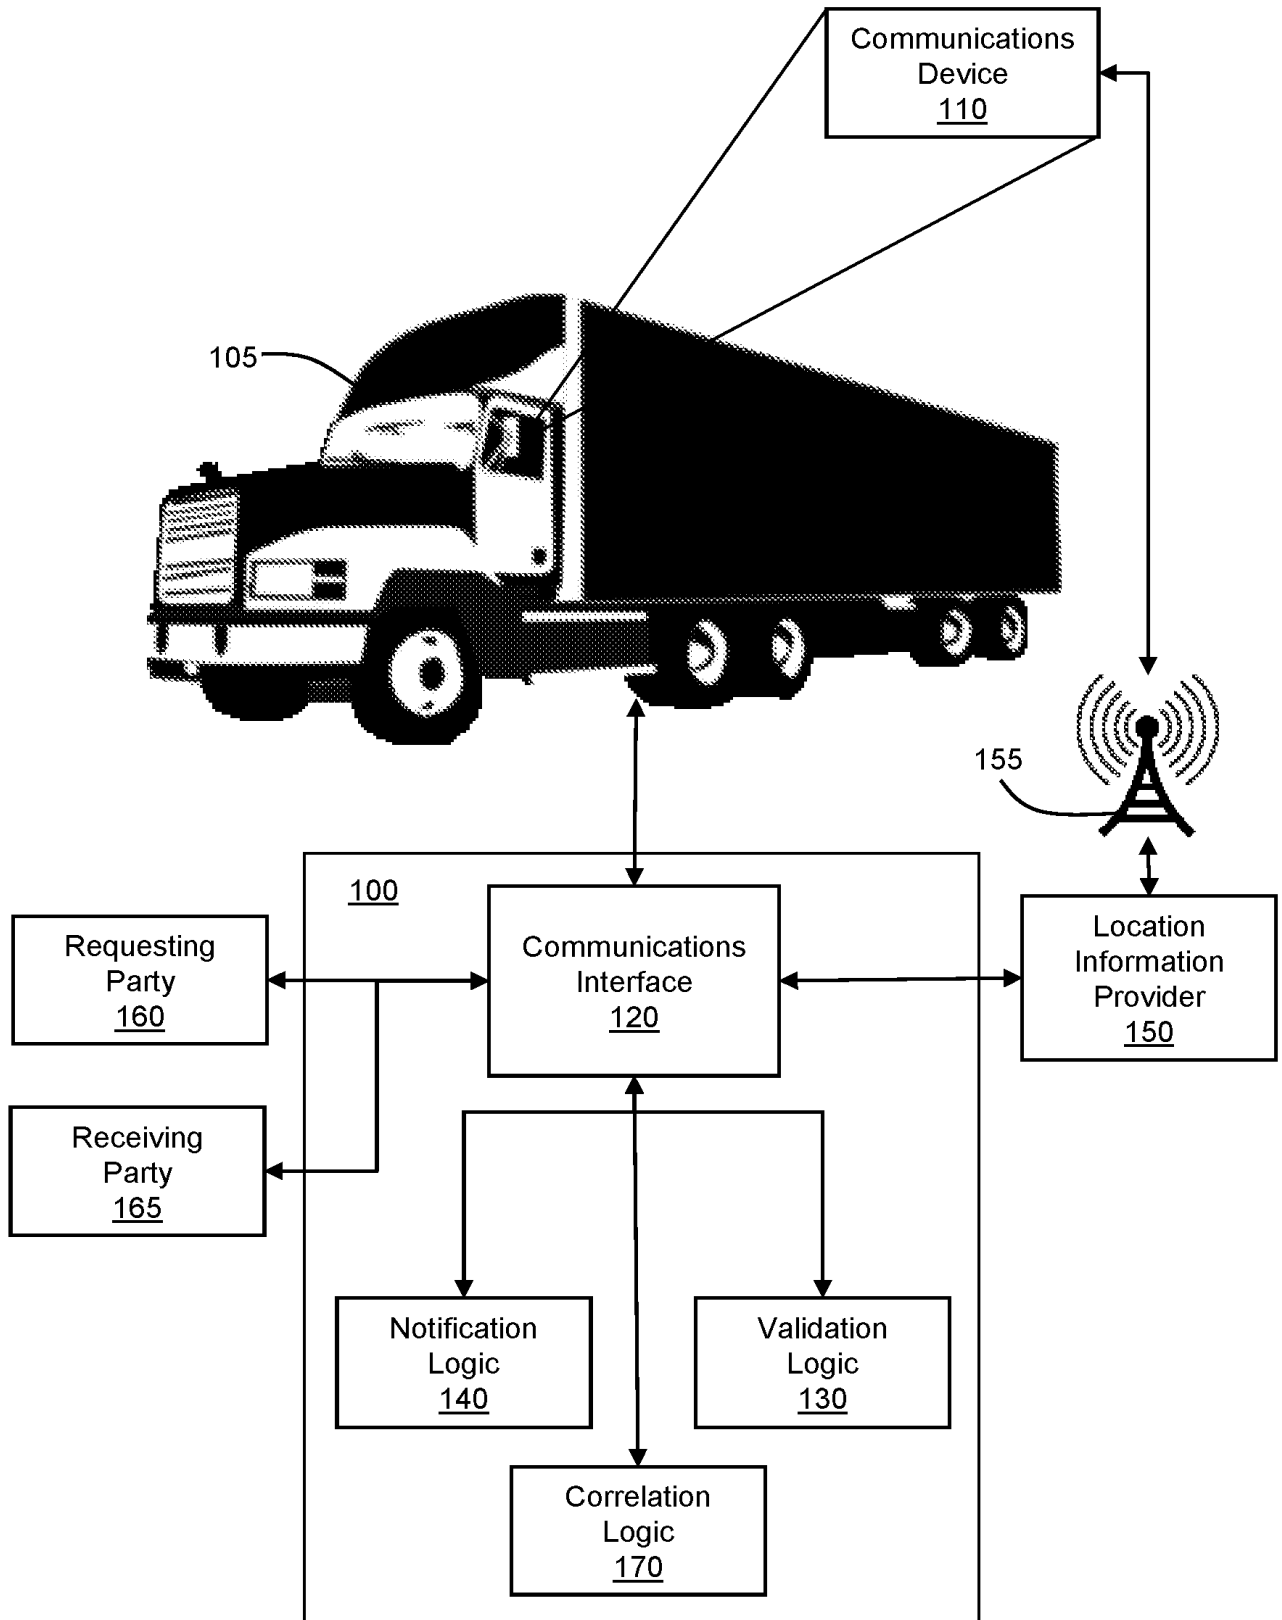 Communications
Device
110
105
155
100
Requesting
Party
160
Communications
Interface
120
Location
Information
Provider
150
Receiving
Party
165
Notification
Logic
140
Validation
Logic
130
Correlation
Logic
170